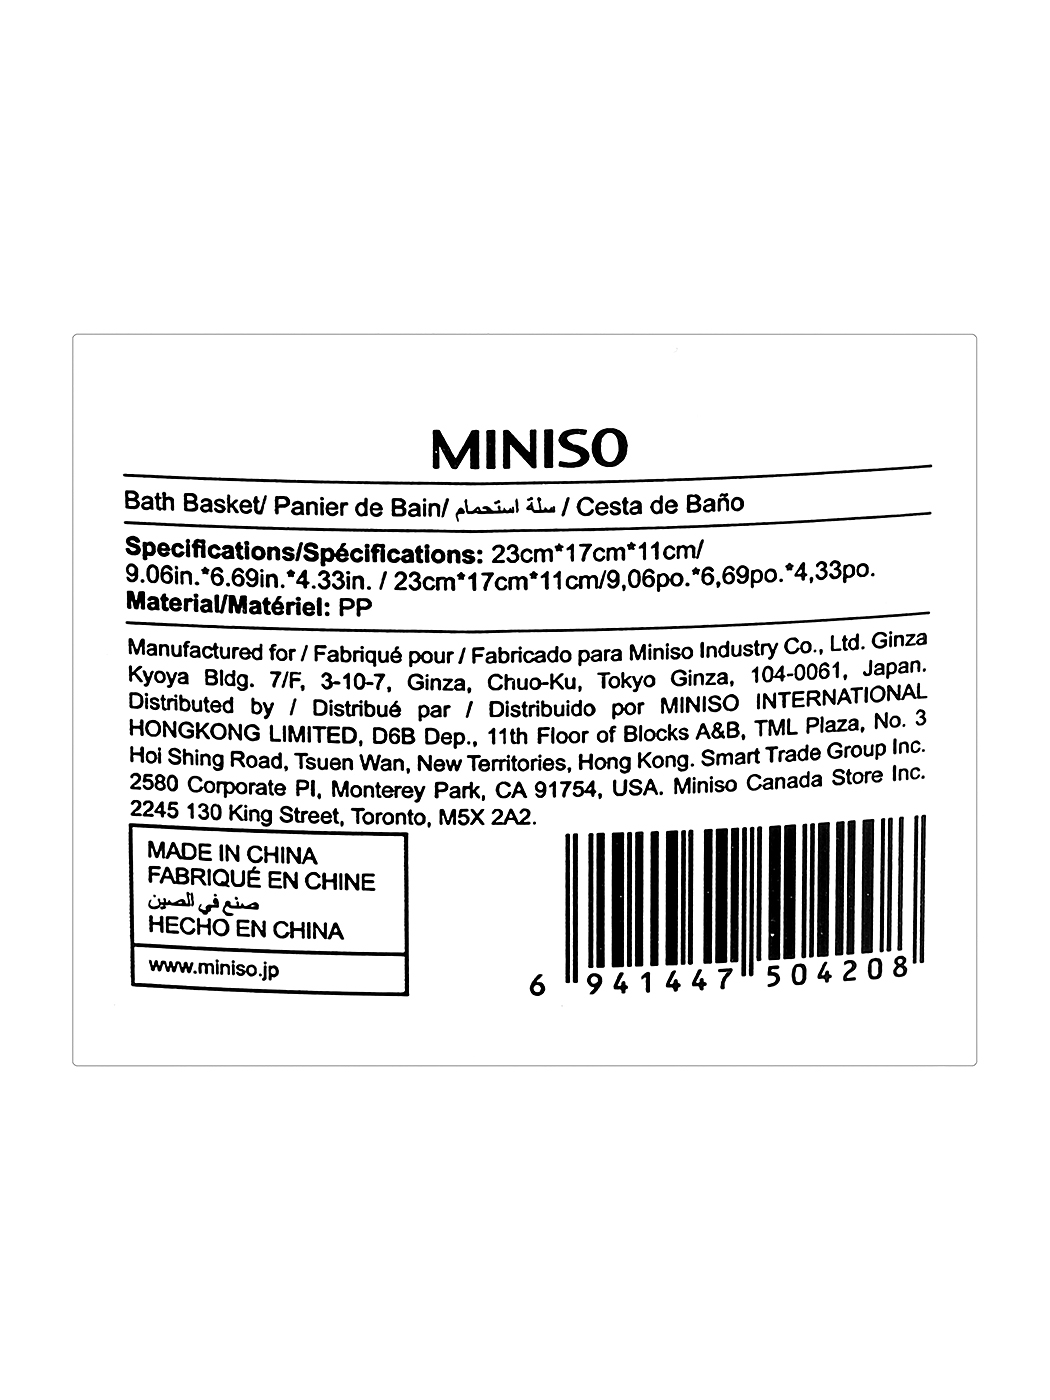 MINISO
Bath Basket/ Panier de Bain/ سلة استحمام / Cesta de Baño
Specifications/Spécifications: 23cm*17cm*11cm/
9.06in.*6.69in.*4.33in. / 23cm*17cm*11cm/9,06po.*6,69po.*4,33po.
Material/Matériel: PP
Manufactured for / Fabriqué pour / Fabricado para Miniso Industry Co., Ltd. Ginza
Kyoya Bldg. 7/F, 3-10-7, Ginza, Chuo-Ku, Tokyo Ginza, 104-0061, Japan.
Distributed by / Distribué par / Distribuido por MINISO INTERNATIONAL
HONGKONG LIMITED, D6B Dep., 11th Floor of Blocks A&B, TML Plaza, No. 3
Hoi Shing Road, Tsuen Wan, New Territories, Hong Kong. Smart Trade Group Inc.
2580 Corporate Pl, Monterey Park, CA 91754, USA. Miniso Canada Store Inc.
2245 130 King Street, Toronto, M5X 2A2.
MADE IN CHINA
FABRIQUÉ EN CHINE
صنع في الصين
HECHO EN CHINA
www.miniso.jp
6 941447 504208